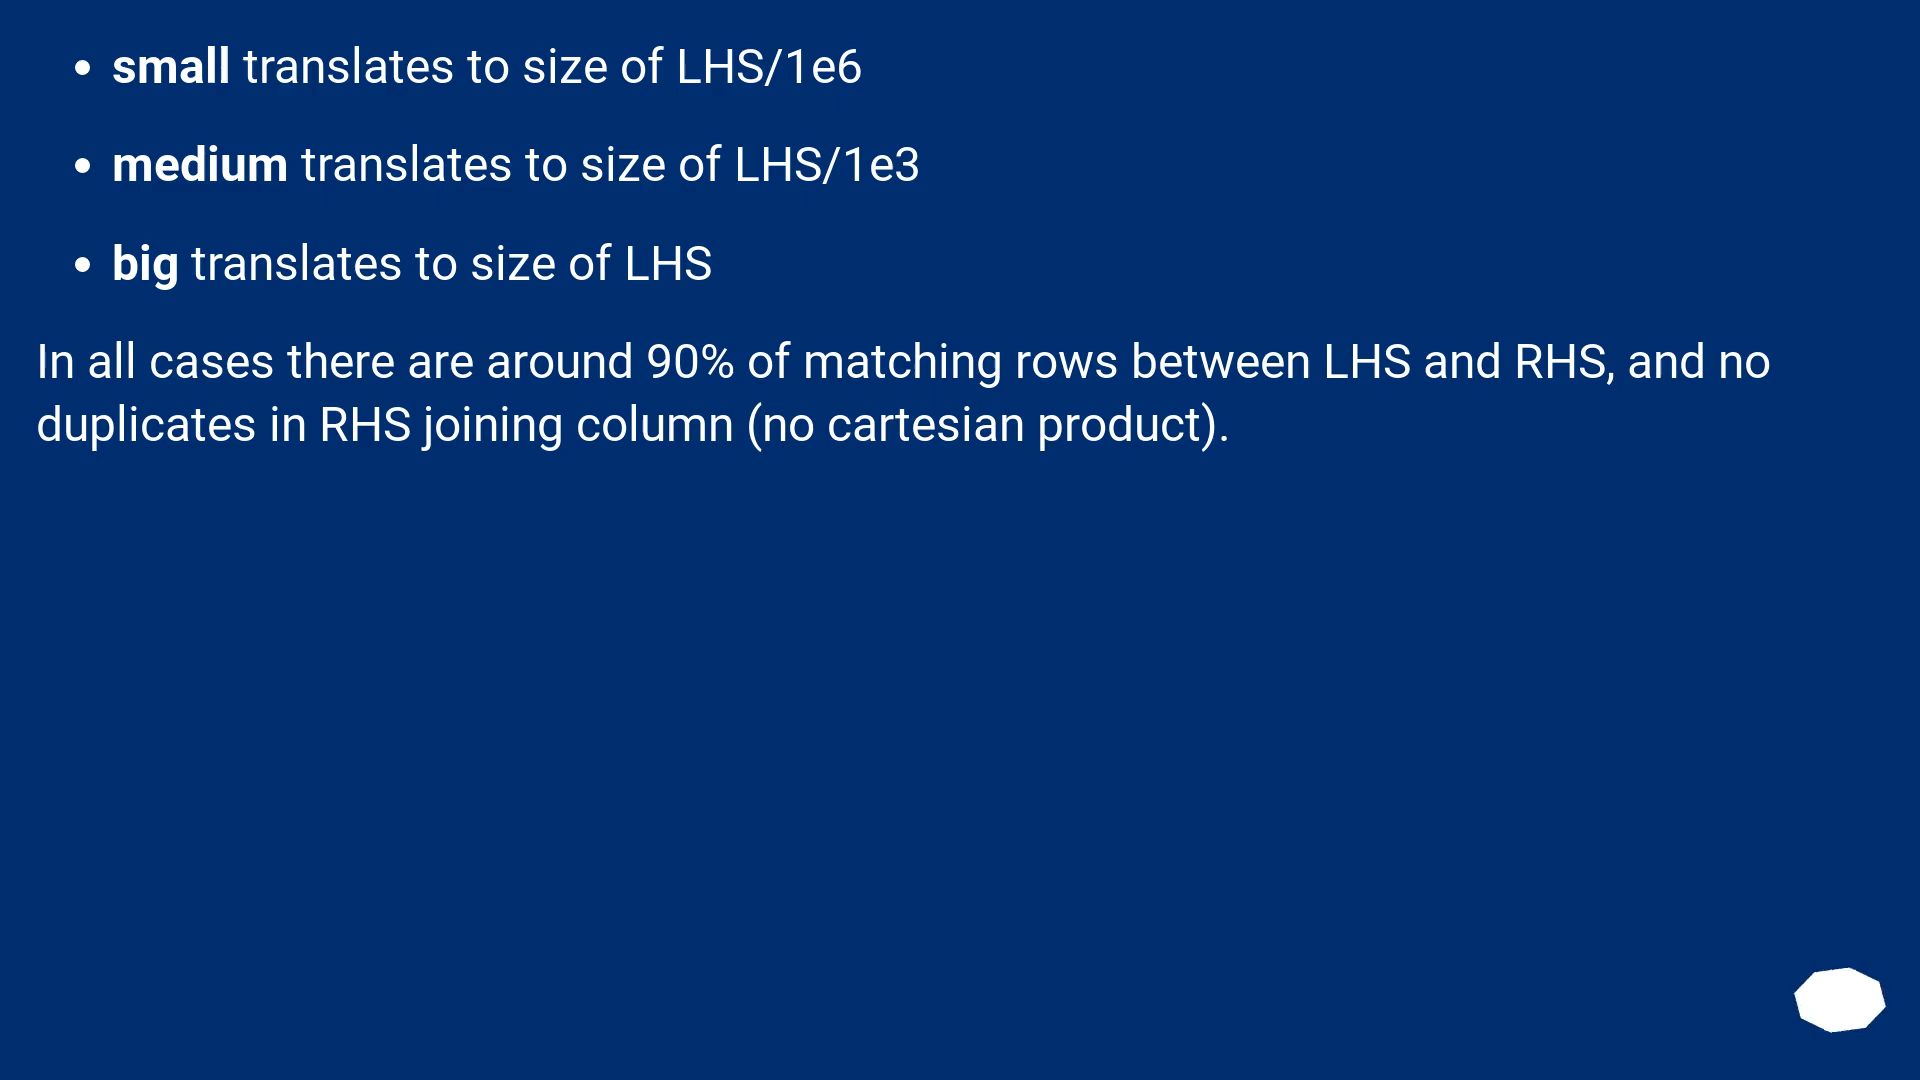 • small translates to size of LHS/1e6
• medium translates to size of LHS/1e3
• big translates to size of LHS
In all cases there are around 90% of matching rows between LHS and RHS, and no
duplicates in RHS joining column (no cartesian product).